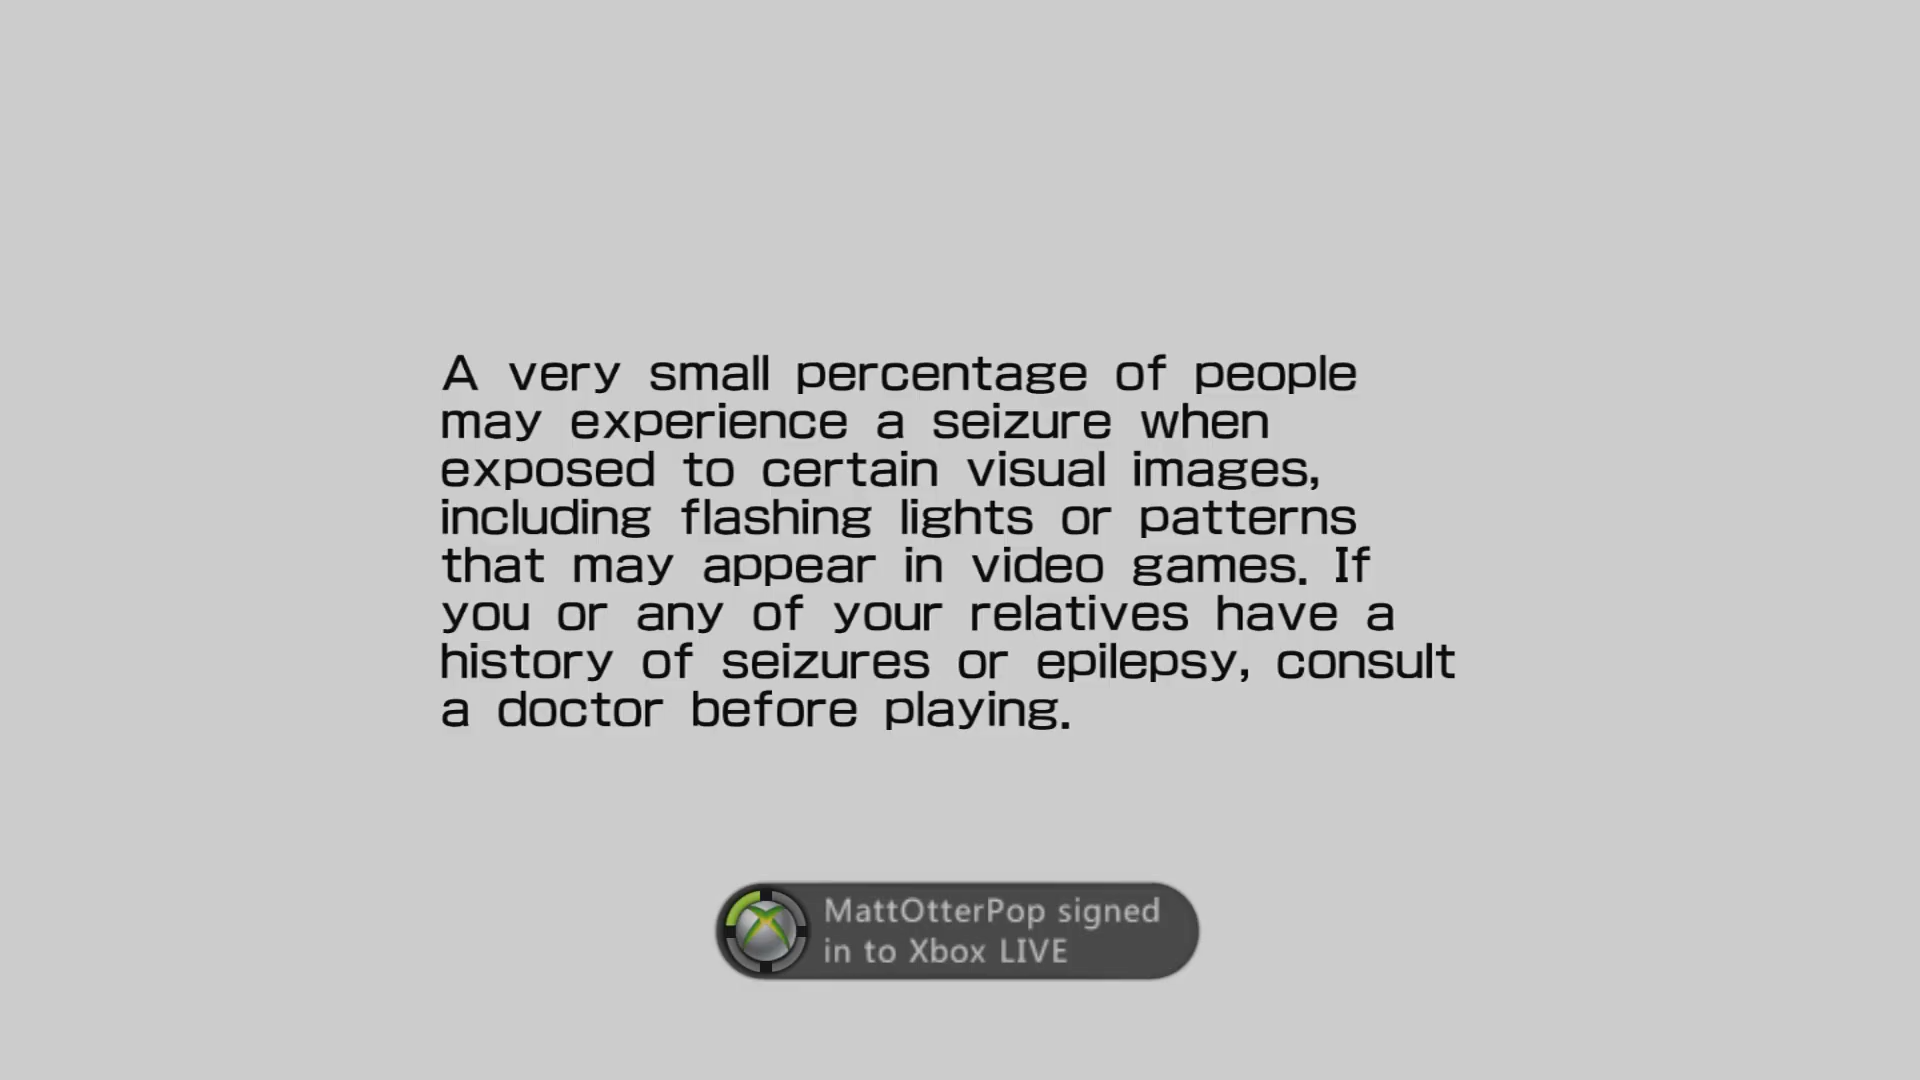 A very small percentage of people
may experience a seizure when
exposed to certain visual images,
including flashing lights or patterns
that may appear in video games. If
you or any of your relatives have a
history of seizures or epilepsy, consult
a doctor before playing.
MattOtterPop signed
in to Xbox LIVE